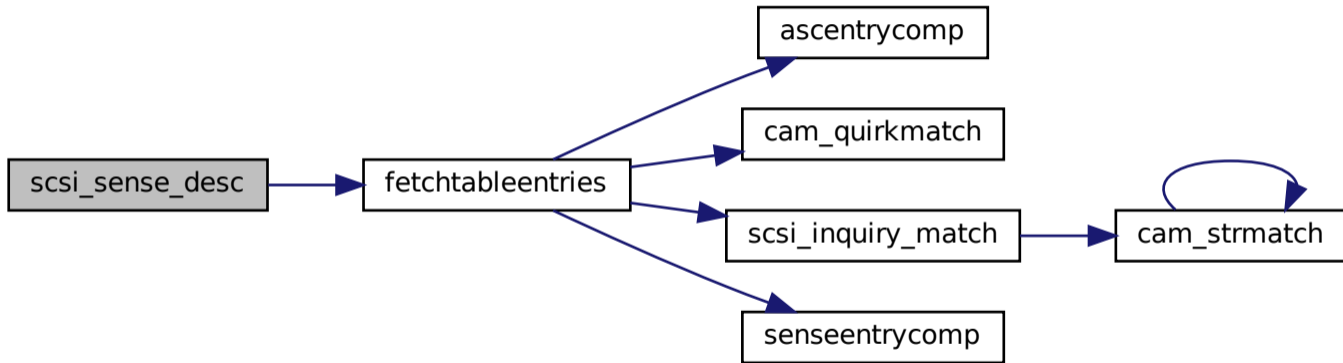 scsi_sense_desc
fetchtableentries
ascentrycomp
cam_quirkmatch
scsi_inquiry_match
senseentrycomp
cam_strmatch